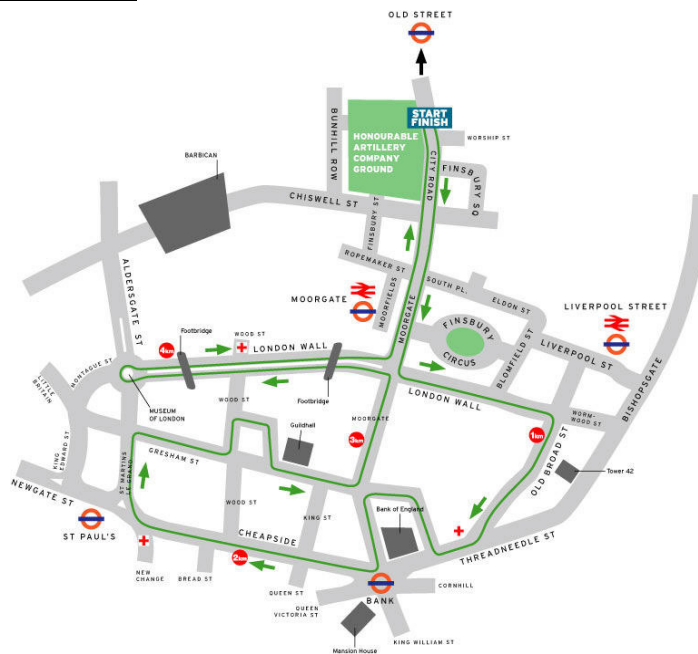 OLD STREET
START
FINISH
HONOURABLE
ARTILLERY
COMPANY
GROUND
BUNHILL ROW
WORSHIP ST
CITY ROAD
FINSBURY SQ
BARBICAN
CHISWELL ST
FINSBURY ST
ROPEMAKER ST
SOUTH PL.
ELDON ST
MOORGATE
MOORFIELDS
MOORGATE
LIVERPOOL STREET
FINSBURY
CIRCUS
BLOMFIELD ST
LIVERPOOL ST
BISHOPSGATE
ALDERSGATE ST
Footbridge
WOOD ST
LONDON WALL
4km
MONTAGUE ST
LITTLE
BRITAIN
MUSEUM
OF LONDON
WOOD ST
Footbridge
MOORGATE
LONDON WALL
WORM-
WOOD ST
1km
OLD BROAD ST
Tower 42
Guildhall
3km
KING
EDWARD ST
ST MARTINS
LE GRAND
GRESHAM ST
NEWGATE ST
WOOD ST
KING ST
Bank of England
THREADNEEDLE ST
ST PAUL'S
CHEAPSIDE
2km
NEW
CHANGE
BREAD ST
QUEEN ST
QUEEN
VICTORIA ST
BANK
CORNHILL
KING WILLIAM ST
Mansion House